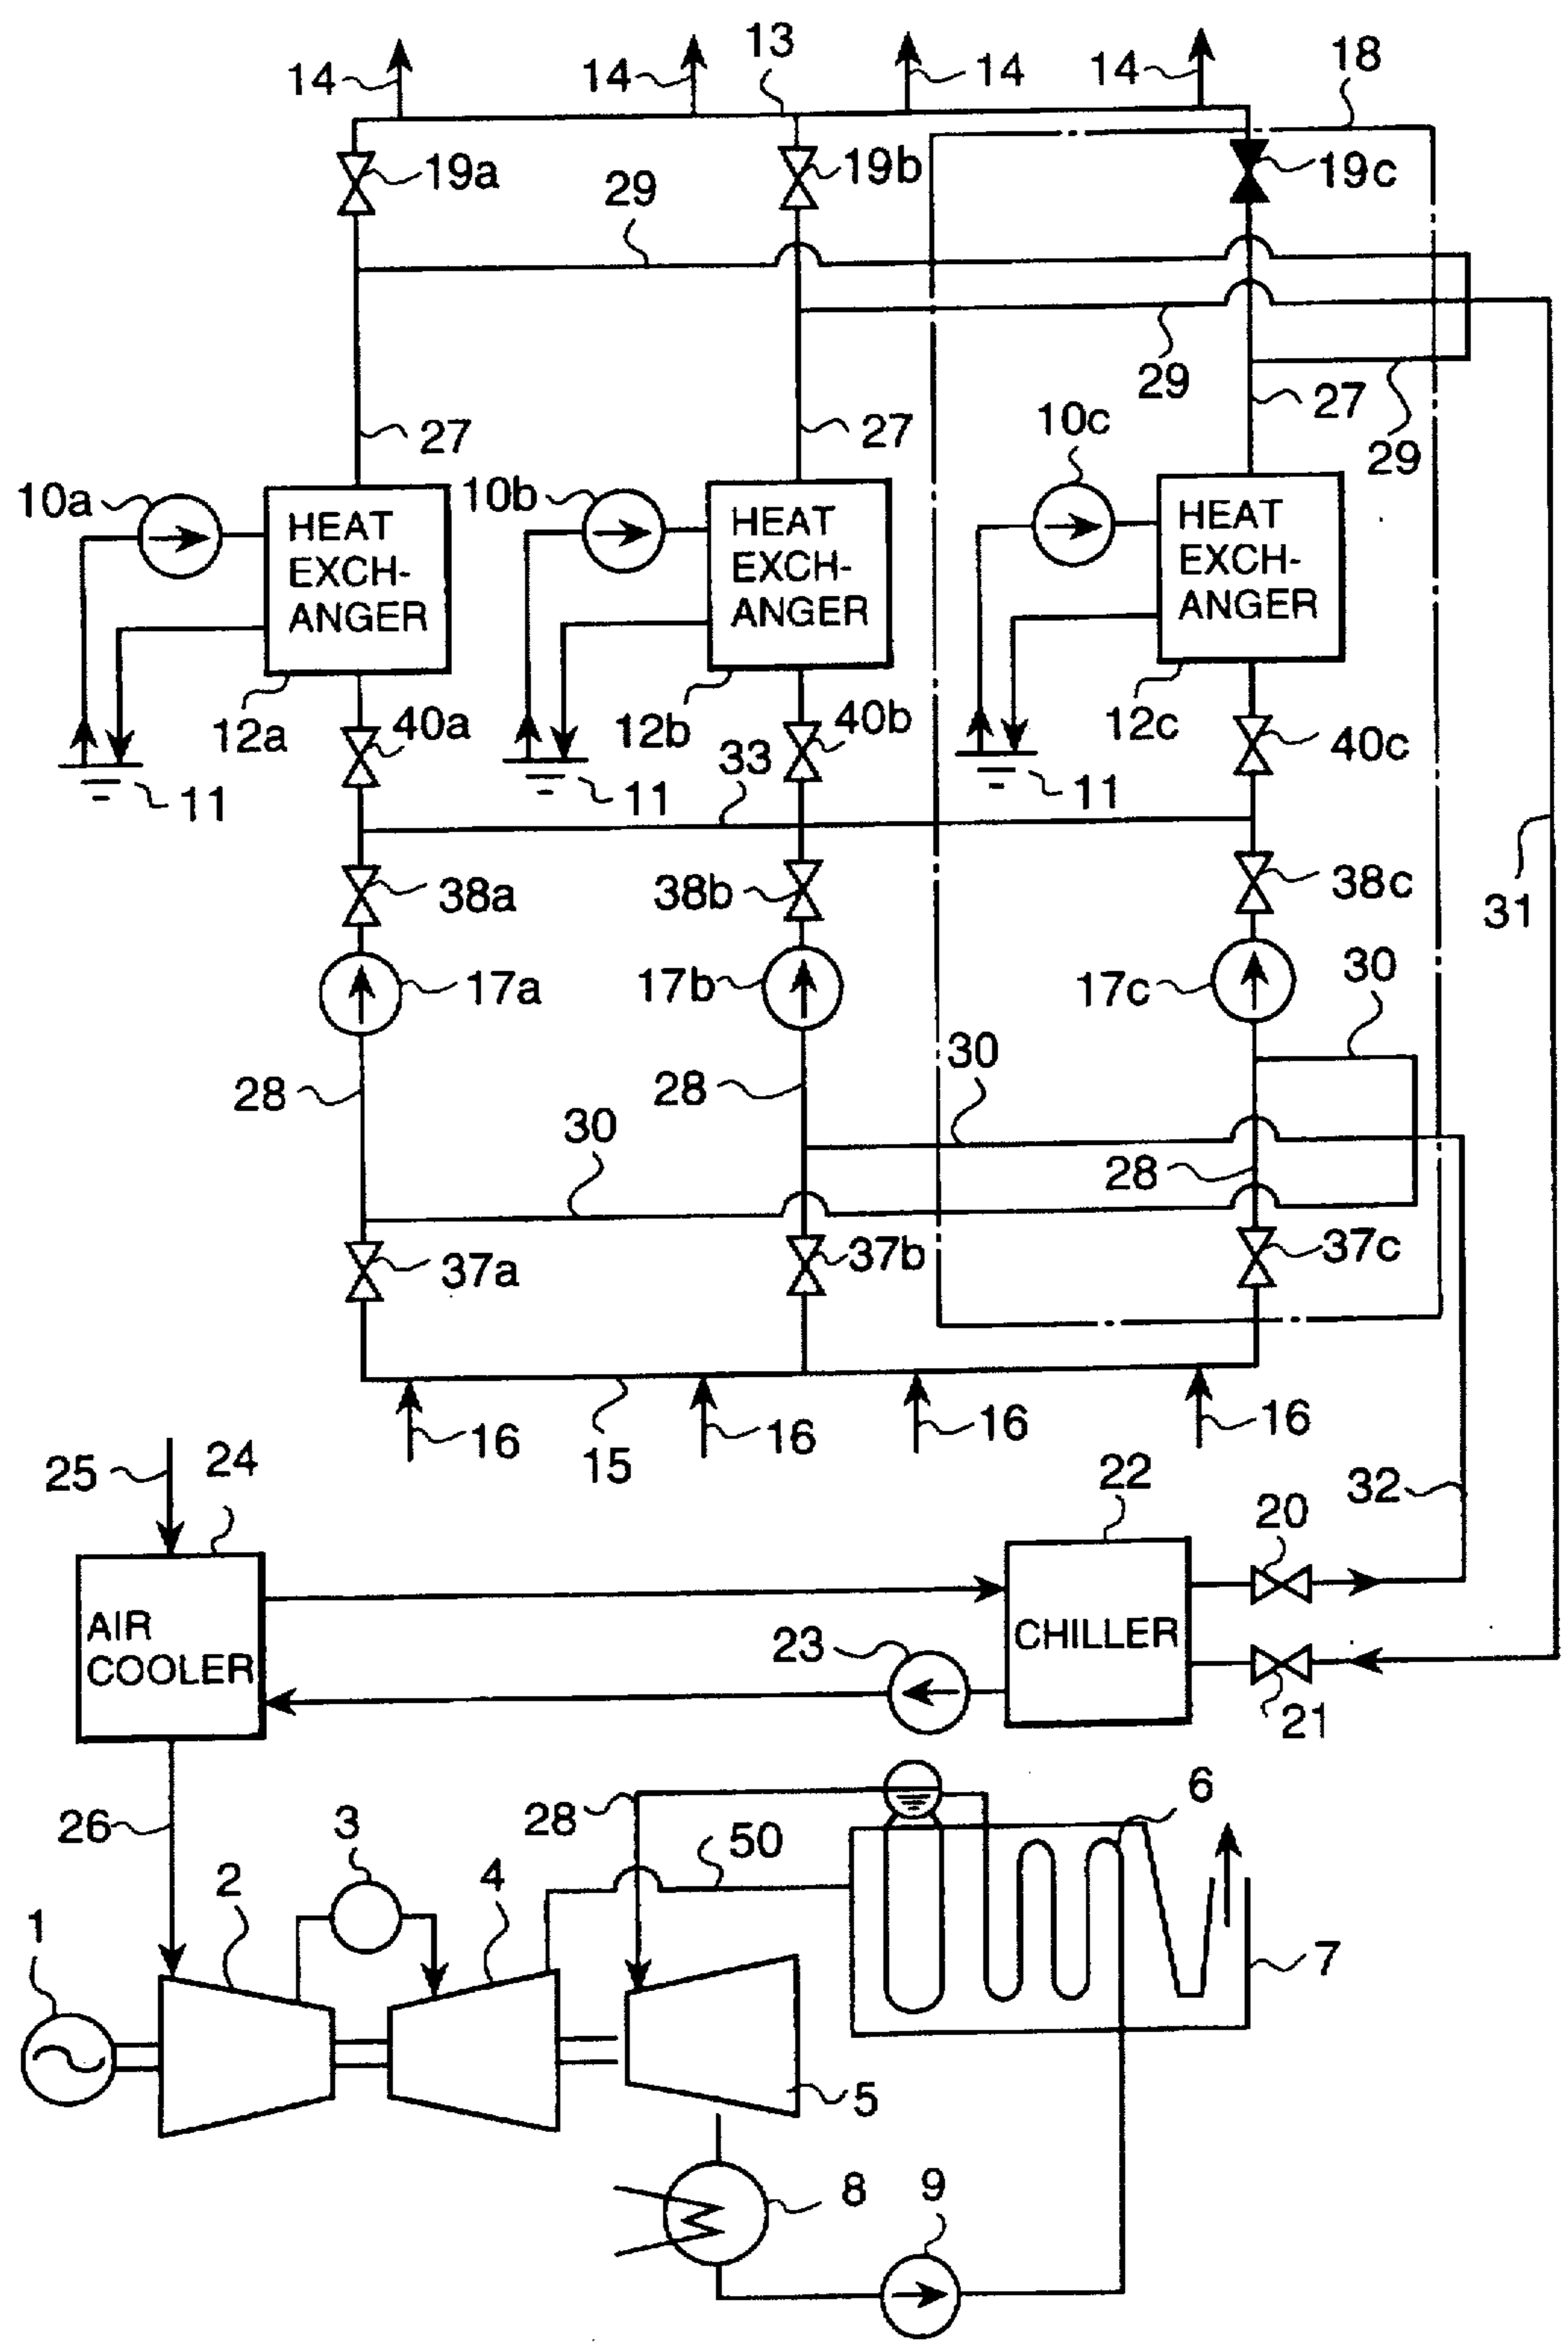 13
14
14
14
14
18
19a
19b
19c
29
29
27
27
27
29
10a
10b
10c
HEAT
EXCH-
ANGER
HEAT
EXCH-
ANGER
HEAT
EXCH-
ANGER
12a
40a
12b
40b
12c
40c
33
11
11
11
38a
38b
38c
31
17a
17b
17c
30
28
28
30
30
28
37a
37b
37c
16
15
16
16
16
25
24
22
20
32
AIR
COOLER
CHILLER
23
21
26
28
50
6
3
2
4
1
7
5
8
9